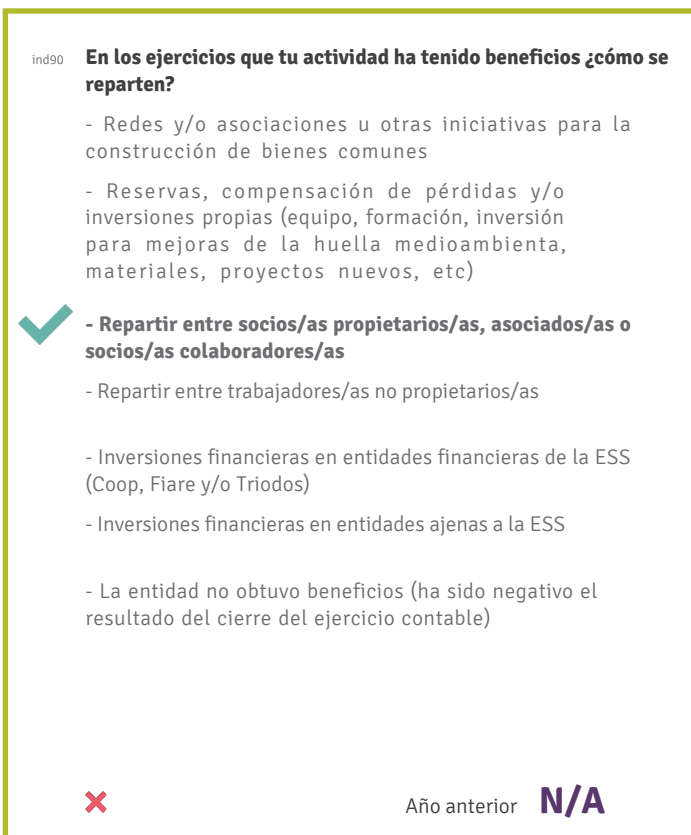 ind90 En los ejercicios que tu actividad ha tenido beneficios ¿cómo se
reparten?
- Redes y/o asociaciones u otras iniciativas para la
construcción de bienes comunes
- Reservas, compensación de pérdidas y/o
inversiones propias (equipo, formación, inversión
para mejoras de la huella medioambienta,
materiales, proyectos nuevos, etc)
- Repartir entre socios/as propietarios/as, asociados/as o
socios/as colaboradores/as
- Repartir entre trabajadores/as no propietarios/as
- Inversiones financieras en entidades financieras de la ESS
(Coop, Fiare y/o Triodos)
- Inversiones financieras en entidades ajenas a la ESS
- La entidad no obtuvo beneficios (ha sido negativo el
resultado del cierre del ejercicio contable)
Año anterior N/A